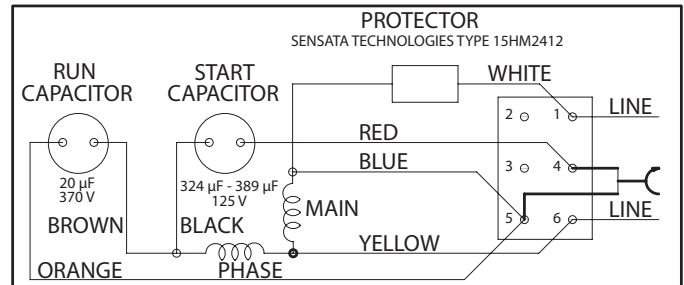 PROTECTOR
SENSATA TECHNOLOGIES TYPE 15HM2412
RUN
CAPACITOR
START
CAPACITOR
WHITE
2
1
LINE
RED
3
4
BLUE
20 µF
370 V
324 µF - 389 µF
125 V
MAIN
5
6
LINE
BROWN
BLACK
YELLOW
ORANGE
PHASE